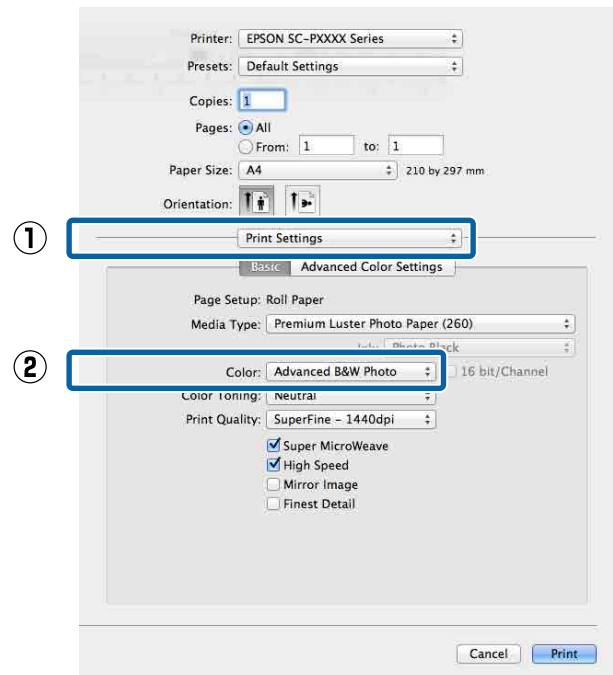 Printer: EPSON SC-PXXXX Series
Presets: Default Settings
Copies: 1
Pages: All
From: 1 to: 1
Paper Size: A4 210 by 297 mm
Orientation:
① Print Settings
Basic Advanced Color Settings
Page Setup: Roll Paper
Media Type: Premium Luster Photo Paper (260)
Ink: Photo Black
② Color: Advanced B&W Photo 16 bit/Channel
Color Toning: Neutral
Print Quality: SuperFine – 1440dpi
Super MicroWeave
High Speed
Mirror Image
Finest Detail
Cancel Print